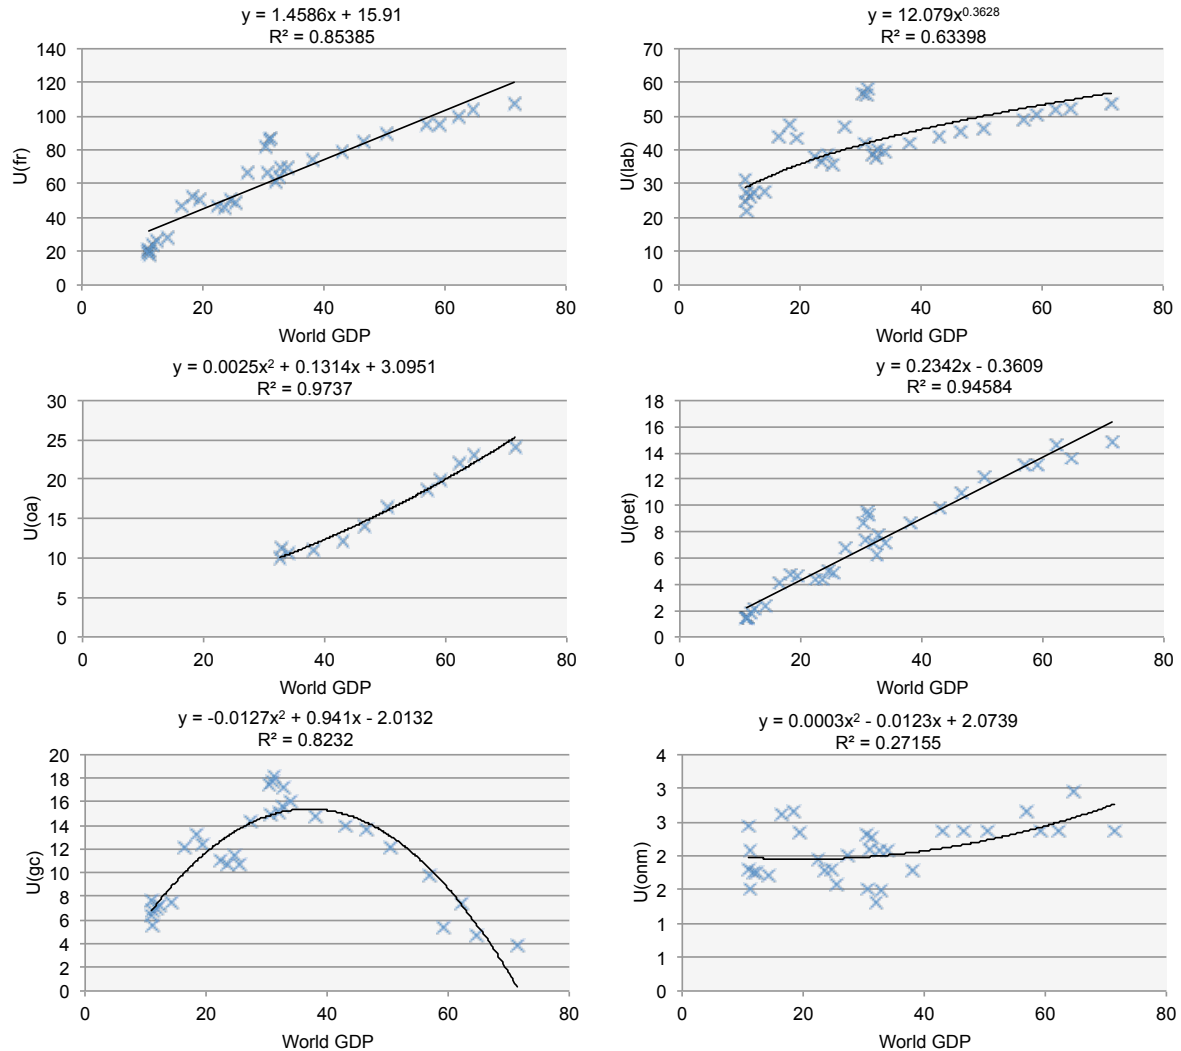 y = 1.4586x + 15.91
R² = 0.85385
140
120
100
80
60
40
20
0
U(fr)
0 20 40 60 80
World GDP
y = 12.079x^0.3628
R² = 0.63398
70
60
50
40
30
20
10
0
U(lab)
0 20 40 60 80
World GDP
y = 0.0025x² + 0.1314x + 3.0951
R² = 0.9737
30
25
20
15
10
5
0
U(oa)
0 20 40 60 80
World GDP
y = 0.2342x - 0.3609
R² = 0.94584
18
16
14
12
10
8
6
4
2
0
U(pet)
0 20 40 60 80
World GDP
y = -0.0127x² + 0.941x - 2.0132
R² = 0.8232
20
18
16
14
12
10
8
6
4
2
0
U(gc)
0 20 40 60 80
World GDP
y = 0.0003x² - 0.0123x + 2.0739
R² = 0.27155
4
3
3
2
2
1
1
0
U(onm)
0 20 40 60 80
World GDP